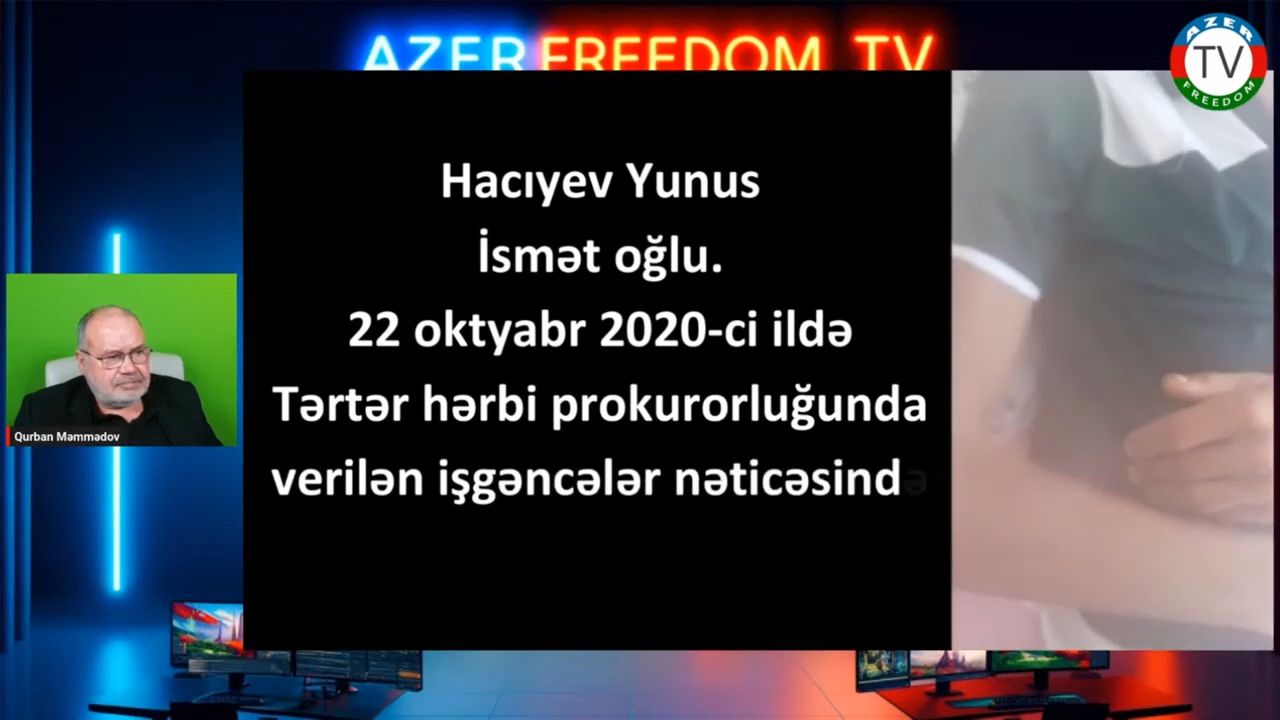 AZER FREEDOM TV
AZER
TV
FREEDOM
Hacıyev Yunus
İsmət oğlu.
22 oktyabr 2020-ci ildə
Tərtər hərbi prokurorluğunda
verilən işgəncələr nəticəsində
Qurban Məmmədov